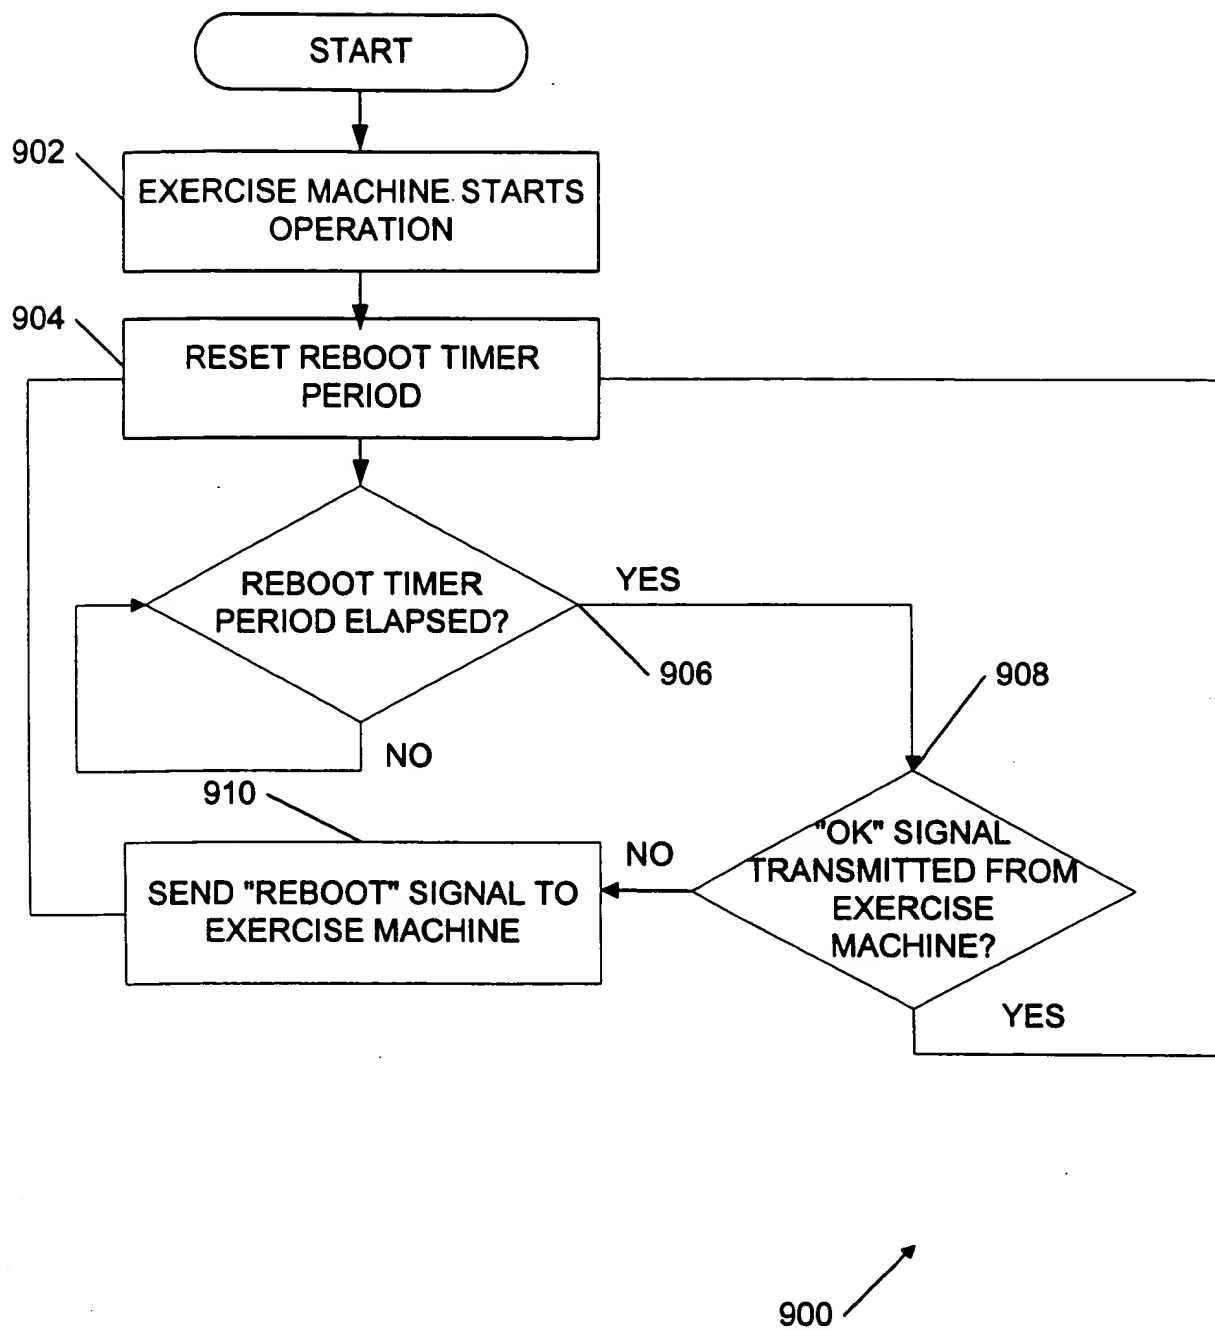 START
902
EXERCISE MACHINE STARTS
OPERATION
904
RESET REBOOT TIMER
PERIOD
REBOOT TIMER
PERIOD ELAPSED?
YES
906
NO
908
910
"OK" SIGNAL
TRANSMITTED FROM
EXERCISE
MACHINE?
NO
SEND "REBOOT" SIGNAL TO
EXERCISE MACHINE
YES
900